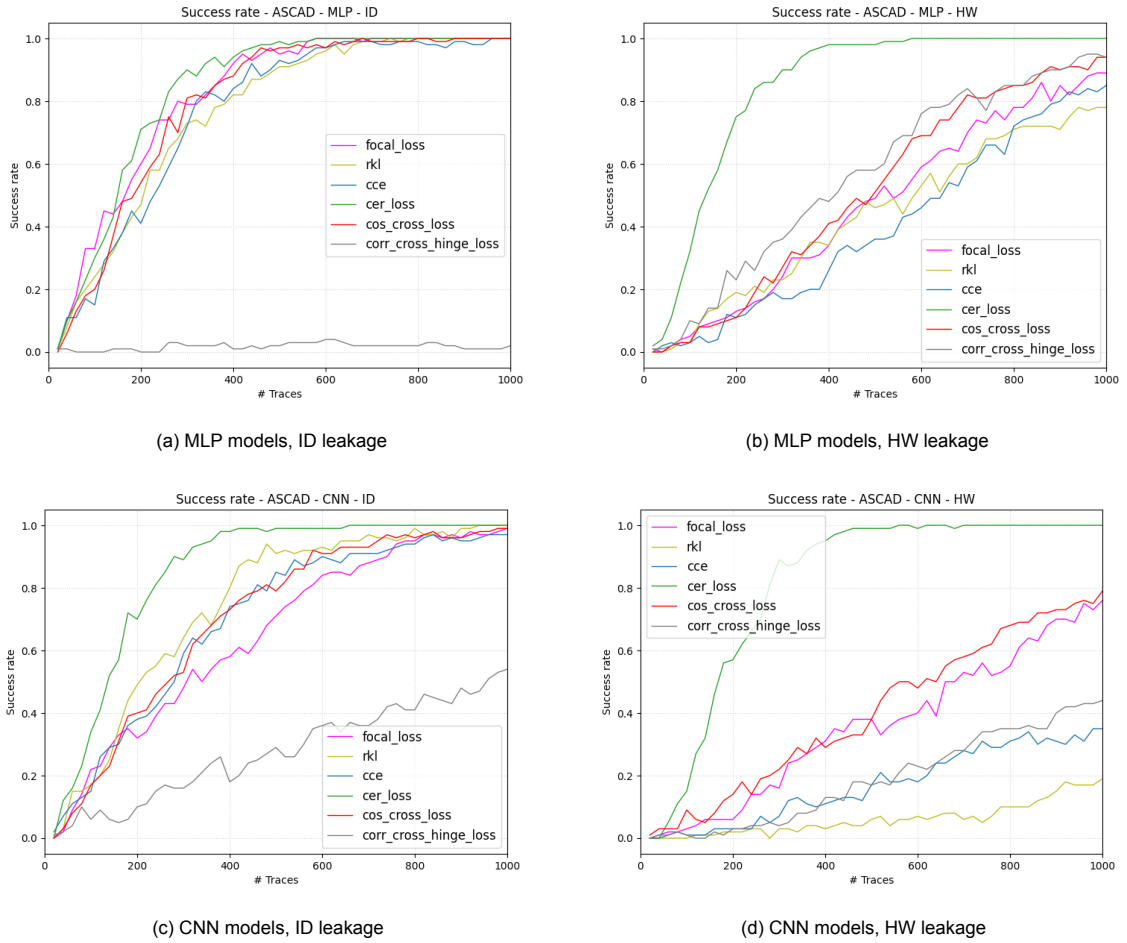 Success rate - ASCAD - MLP - ID
1.0
0.8
0.6
0.4
0.2
0.0
Success rate
focal_loss
rkl
cce
cer_loss
cos_cross_loss
corr_cross_hinge_loss
0
200
400
600
800
1000
# Traces
(a) MLP models, ID leakage
Success rate - ASCAD - MLP - HW
1.0
0.8
0.6
0.4
0.2
0.0
Success rate
focal_loss
rkl
cce
cer_loss
cos_cross_loss
corr_cross_hinge_loss
0
200
400
600
800
1000
# Traces
(b) MLP models, HW leakage
Success rate - ASCAD - CNN - ID
1.0
0.8
0.6
0.4
0.2
0.0
Success rate
focal_loss
rkl
cce
cer_loss
cos_cross_loss
corr_cross_hinge_loss
0
200
400
600
800
1000
# Traces
(c) CNN models, ID leakage
Success rate - ASCAD - CNN - HW
1.0
0.8
0.6
0.4
0.2
0.0
Success rate
focal_loss
rkl
cce
cer_loss
cos_cross_loss
corr_cross_hinge_loss
0
200
400
600
800
1000
# Traces
(d) CNN models, HW leakage